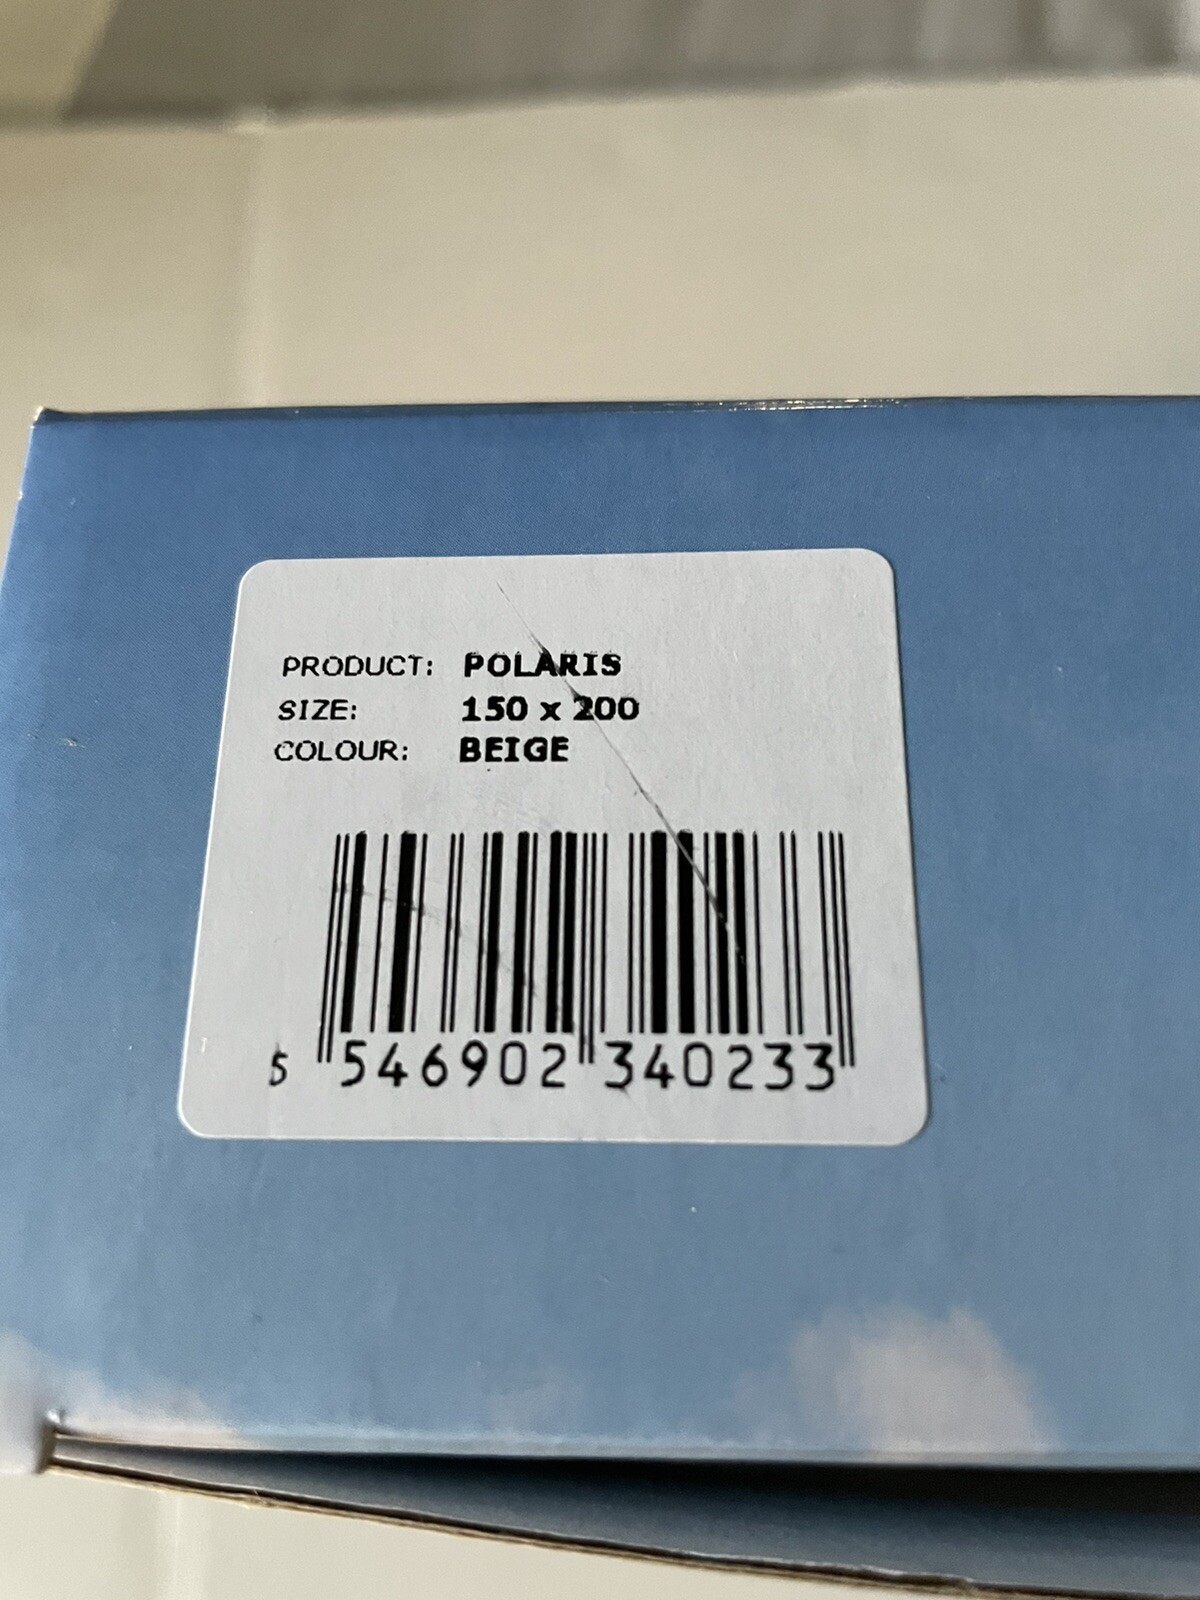 PRODUCT: POLARIS
SIZE: 150 x 200
COLOUR: BEIGE
5 546902 340233